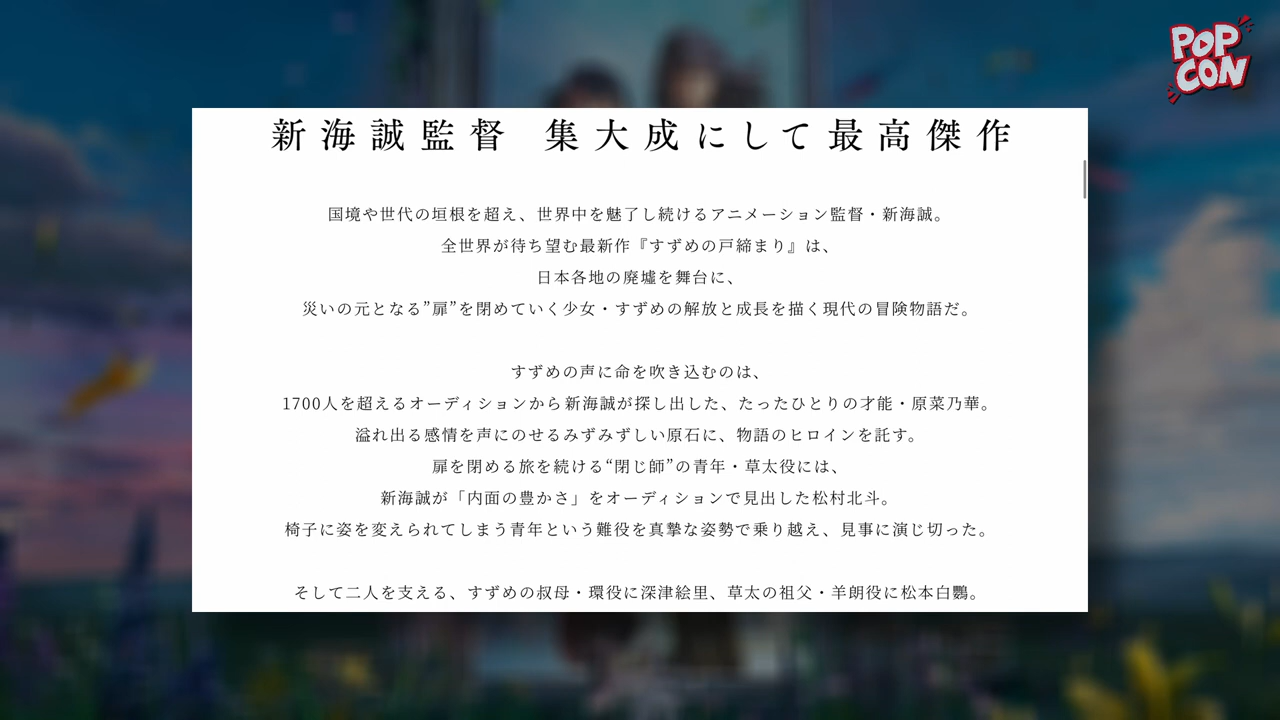 POP
CON
新海誠監督 集大成にして最高傑作
国境や世代の垣根を超え、世界中を魅了し続けるアニメーション監督・新海誠。
全世界が待ち望む最新作『すずめの戸締まり』は、
日本各地の廃墟を舞台に、
災いの元となる”扉”を閉めていく少女・すずめの解放と成長を描く現代の冒険物語だ。
すずめの声に命を吹き込むのは、
1700人を超えるオーディションから新海誠が探し出した、たったひとりの才能・原菜乃華。
溢れ出る感情を声にのせるみずみずしい原石に、物語のヒロインを託す。
扉を閉める旅を続ける“閉じ師”の青年・草太役には、
新海誠が「内面の豊かさ」をオーディションで見出した松村北斗。
椅子に姿を変えられてしまう青年という難役を真摯な姿勢で乗り越え、見事に演じ切った。
そして二人を支える、すずめの叔母・環役に深津絵里、草太の祖父・羊朗役に松本白鸚。